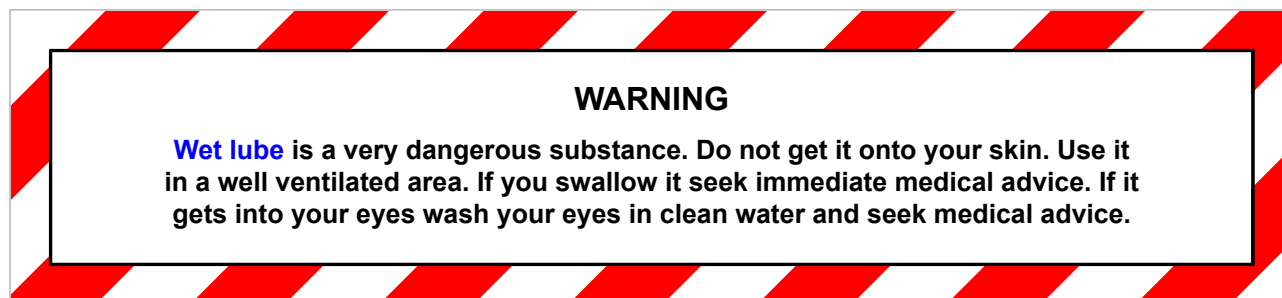 WARNING
Wet lube is a very dangerous substance. Do not get it onto your skin. Use it
in a well ventilated area. If you swallow it seek immediate medical advice. If it
gets into your eyes wash your eyes in clean water and seek medical advice.